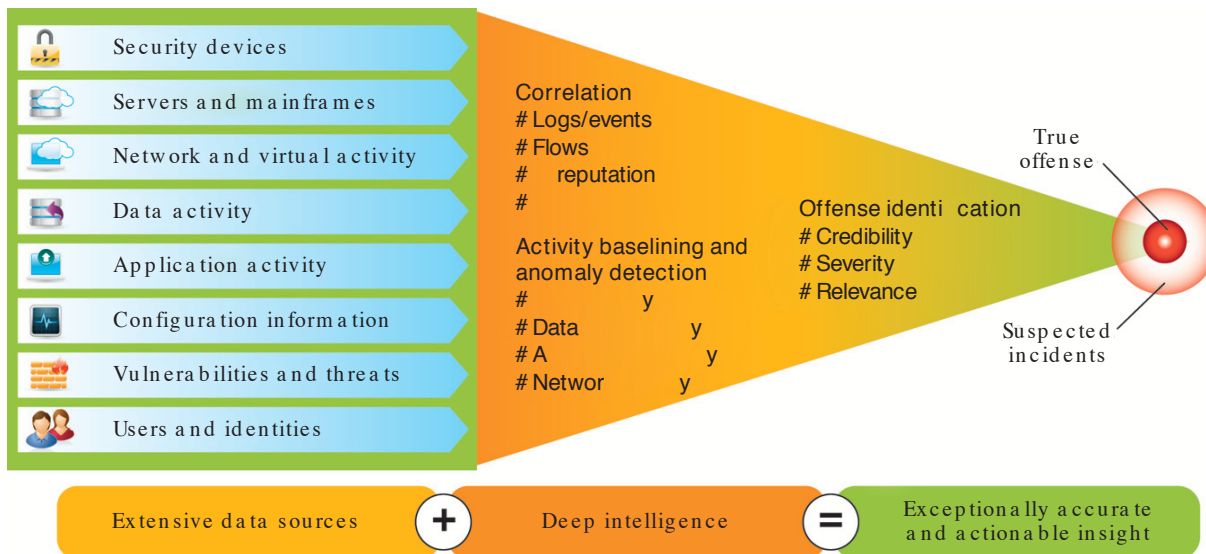 Security devices
Servers and mainframes
Network and virtual activity
Data activity
Application activity
Configuration information
Vulnerabilities and threats
Users and identities
Correlation
# Logs/events
# Flows
# reputation
#
Activity baselining and
anomaly detection
# y
# Data y
# A y
# Networ y
Offense identi cation
# Credibility
# Severity
# Relevance
True
offense
Suspected
incidents
Extensive data sources
+
Deep intelligence
=
Exceptionally accurate
and actionable insight